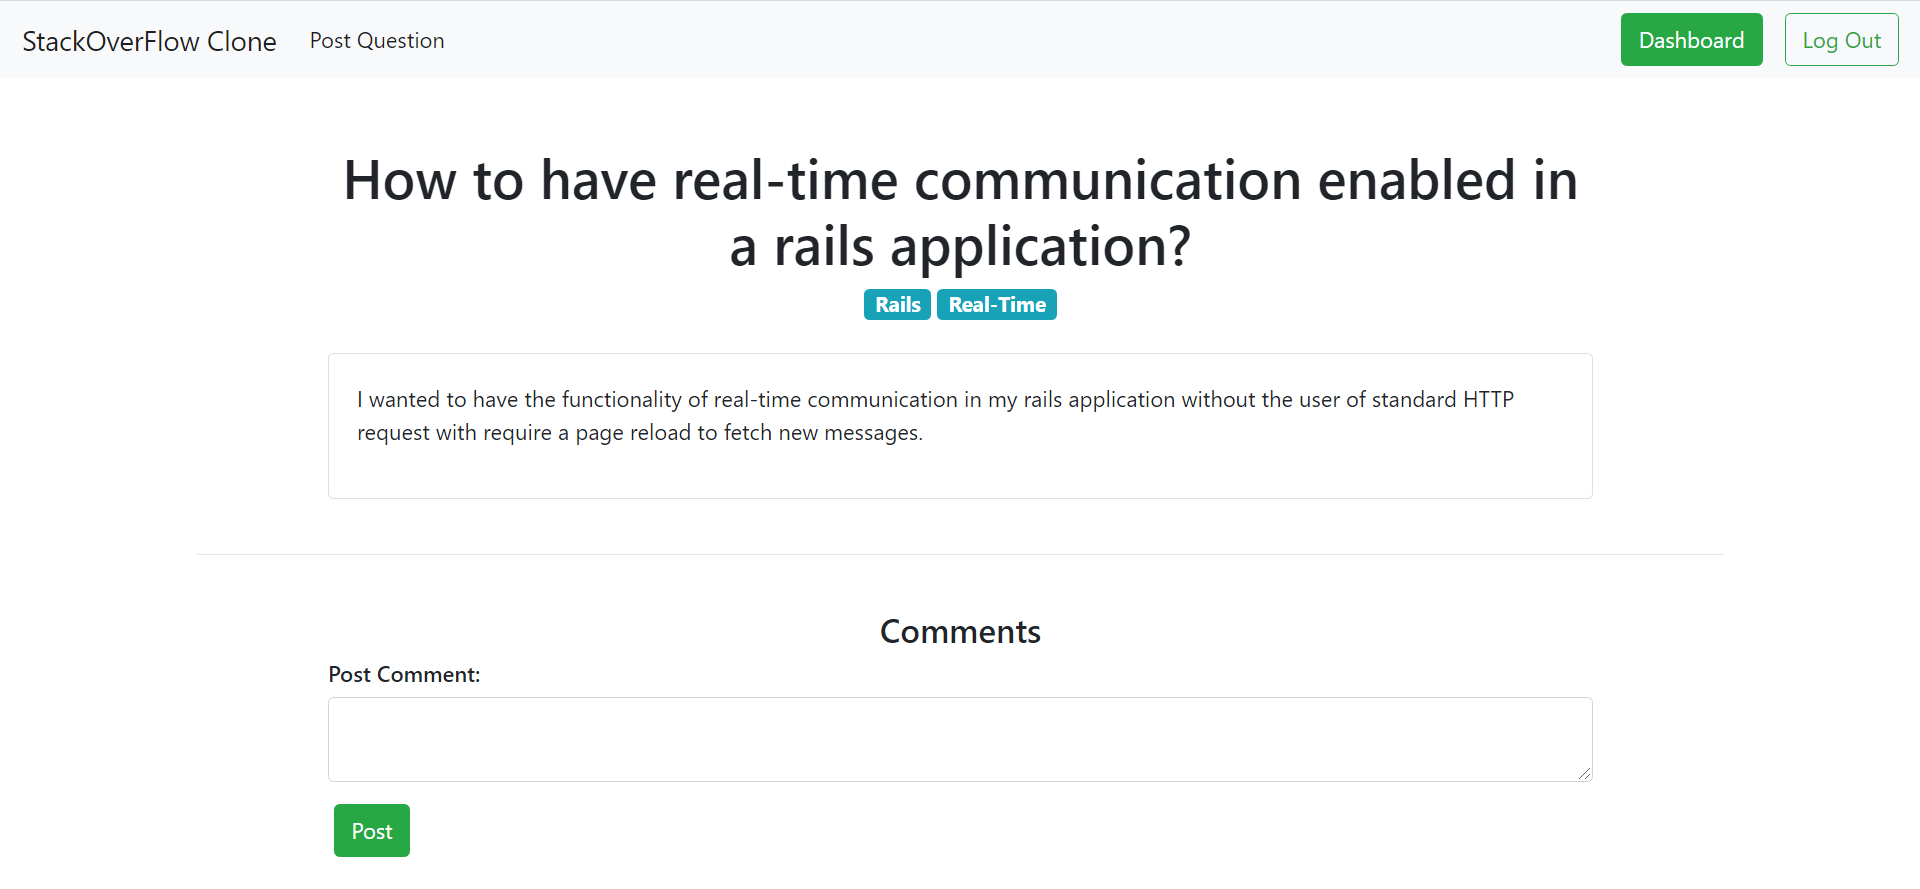 StackOverFlow Clone Post Question Dashboard Log Out
How to have real-time communication enabled in
a rails application?
Rails Real-Time
I wanted to have the functionality of real-time communication in my rails application without the user of standard HTTP
request with require a page reload to fetch new messages.
Comments
Post Comment:
Post